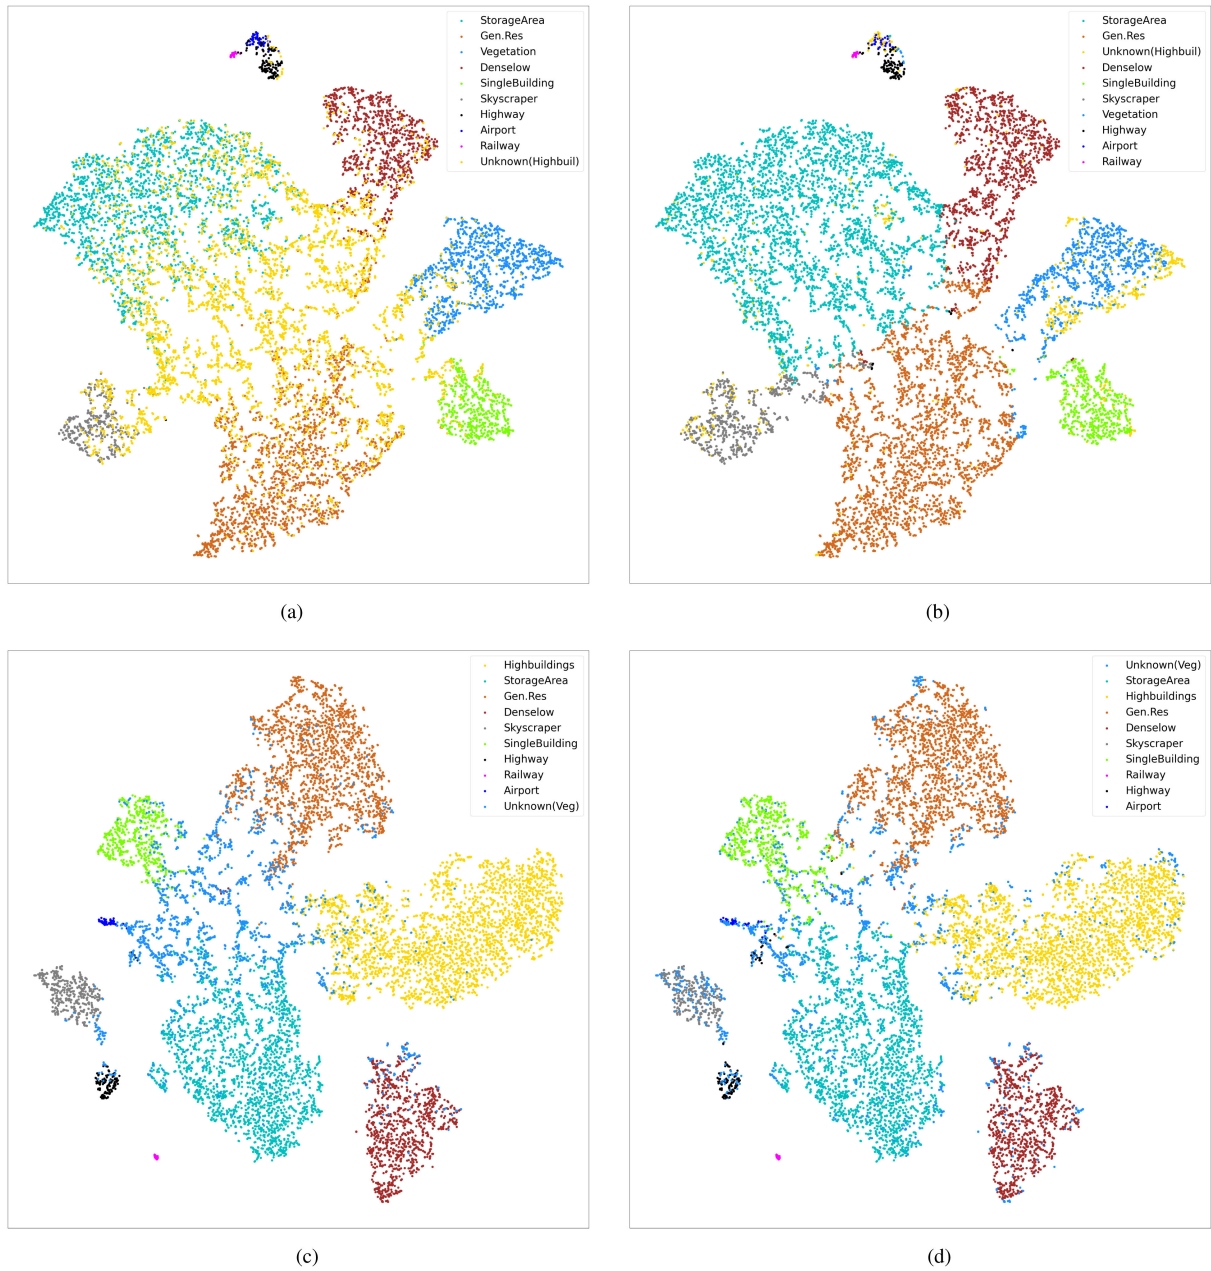 StorageArea
Gen.Res
Vegetation
Denselow
SingleBuilding
Skyscraper
Highway
Airport
Railway
Unknown(Highbuil)
(a)
StorageArea
Gen.Res
Unknown(Highbuil)
Denselow
SingleBuilding
Skyscraper
Vegetation
Highway
Airport
Railway
(b)
Highbuildings
StorageArea
Gen.Res
Denselow
Skyscraper
SingleBuilding
Highway
Railway
Airport
Unknown(Veg)
(c)
Unknown(Veg)
StorageArea
Highbuildings
Gen.Res
Denselow
Skyscraper
SingleBuilding
Railway
Highway
Airport
(d)